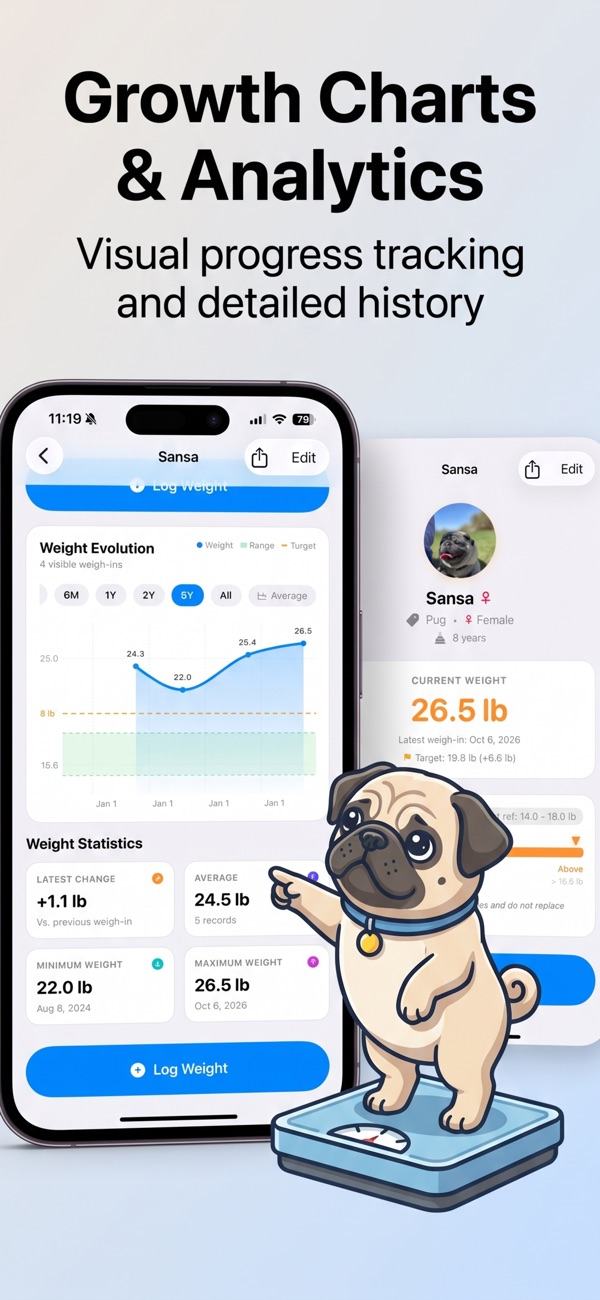 Growth Charts
& Analytics
Visual progress tracking
and detailed history
11:19
79
Sansa
Edit
Log Weight
Weight Evolution
Weight
Range
Turget
4 visible weigh-ins
6M
1Y
2Y
5Y
All
Average
26.5
25.4
24.3
22.0
25.0
8 lb
15.6
Jan 1
Jan 1
Jan 1
Jan 1
Weight Statistics
LATEST CHANGE
+1.1 lb
Vs. previous weigh-in
AVERAGE
24.5 lb
5 records
MINIMUM WEIGHT
22.0 lb
Aug 8, 2024
MAXIMUM WEIGHT
26.5 lb
Oct 6, 2026
Log Weight
Sansa
Edit
Sansa
Pug • Female
8 years
CURRENT WEIGHT
26.5 lb
Latest weigh-in: Oct 6, 2026
Target: 19.8 lb (+6.6 lb)
ref: 14.0 - 18.0 lb
Above
> 16.6 lb
and do not replace